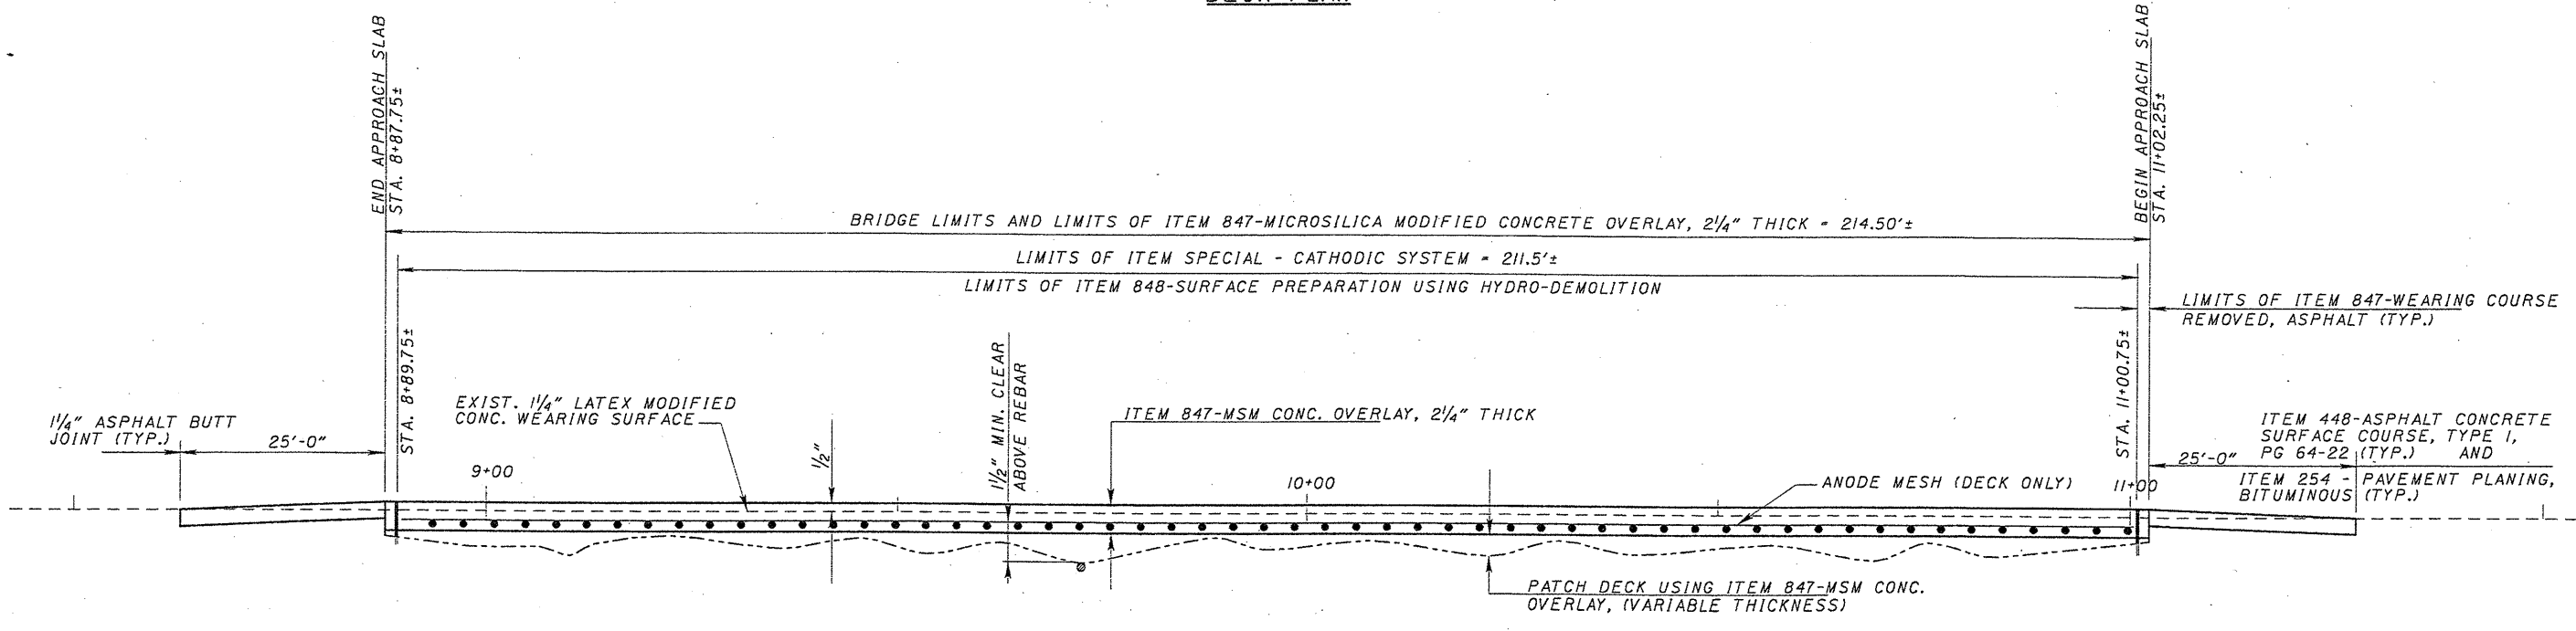 DECK PLAN
END APPROACH SLAB
STA. 8+87.75±
BEGIN APPROACH SLAB
STA. 11+02.25±
BRIDGE LIMITS AND LIMITS OF ITEM 847-MICROSILICA MODIFIED CONCRETE OVERLAY, 2¼" THICK = 214.50'±
LIMITS OF ITEM SPECIAL - CATHODIC SYSTEM = 211.5'±
LIMITS OF ITEM 848-SURFACE PREPARATION USING HYDRO-DEMOLITION
LIMITS OF ITEM 847-WEARING COURSE
REMOVED, ASPHALT (TYP.)
STA. 8+89.75±
STA. 11+00.75±
1¼" ASPHALT BUTT
JOINT (TYP.)
25'-0"
EXIST. 1¼" LATEX MODIFIED
CONC. WEARING SURFACE
9+00
½"
1½" MIN. CLEAR
ABOVE REBAR
ITEM 847-MSM CONC. OVERLAY, 2¼" THICK
10+00
ANODE MESH (DECK ONLY)
11+00
25'-0"
ITEM 448-ASPHALT CONCRETE
SURFACE COURSE, TYPE 1,
PG 64-22 (TYP.) AND
ITEM 254 - PAVEMENT PLANING,
BITUMINOUS (TYP.)
PATCH DECK USING ITEM 847-MSM CONC.
OVERLAY, (VARIABLE THICKNESS)